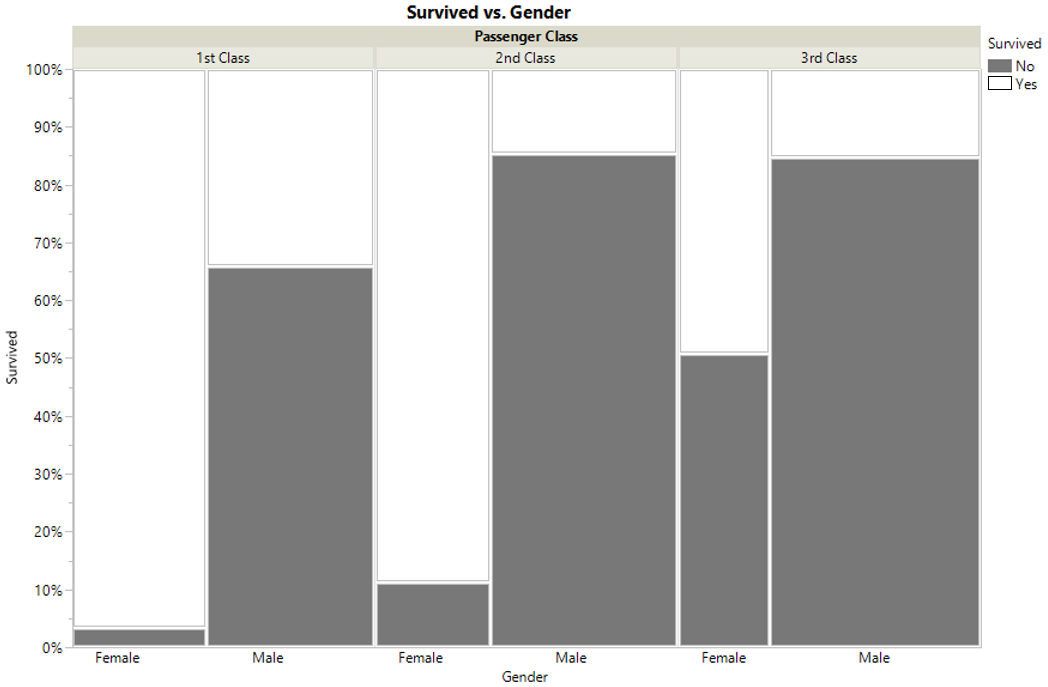 Survived vs. Gender
Passenger Class
1st Class 2nd Class 3rd Class
Survived
No
Yes
100%
90%
80%
70%
60%
50%
40%
30%
20%
10%
0%
Survived
Female Male Female Male Female Male
Gender